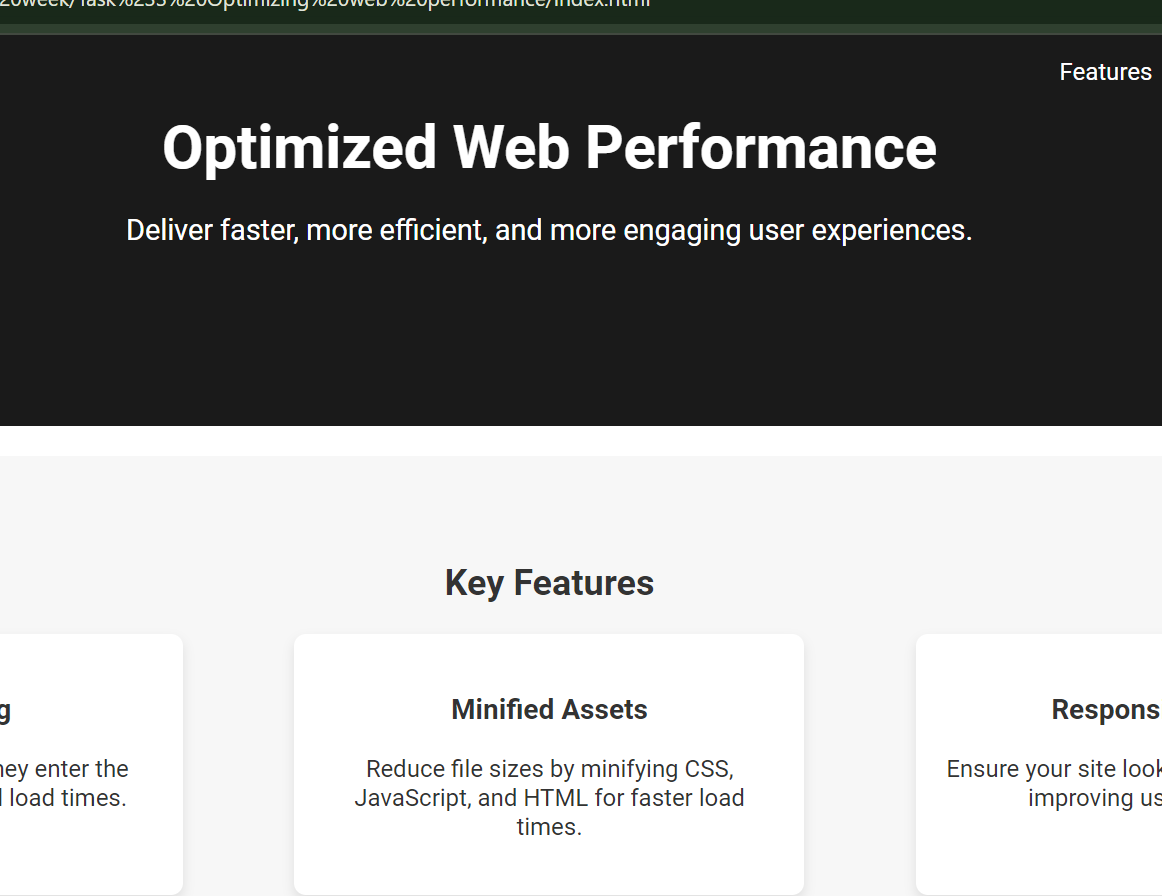 20week/Task%233%20Optimizing%20web%20performance/index.html
Features
Optimized Web Performance
Deliver faster, more efficient, and more engaging user experiences.
Key Features
Minified Assets
Respons
hey enter the
load times.
Reduce file sizes by minifying CSS,
JavaScript, and HTML for faster load
times.
Ensure your site look
improving us